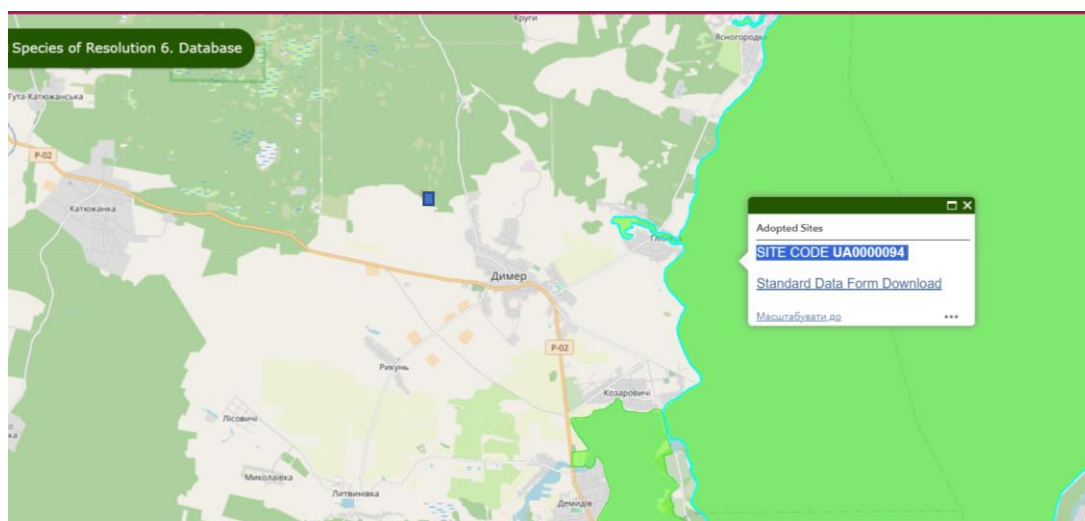 Круги
Ясногородка
Species of Resolution 6. Database
Гута-Катюжанська
Р-02
Катюжанка
Adopted Sites
SITE CODE UA0000094
Димер
Standard Data Form Download
Масштабувати до
Р-02
Рикунь
Козаровичі
Лісовичі
Миколаївка
Литвинівка
Демидів